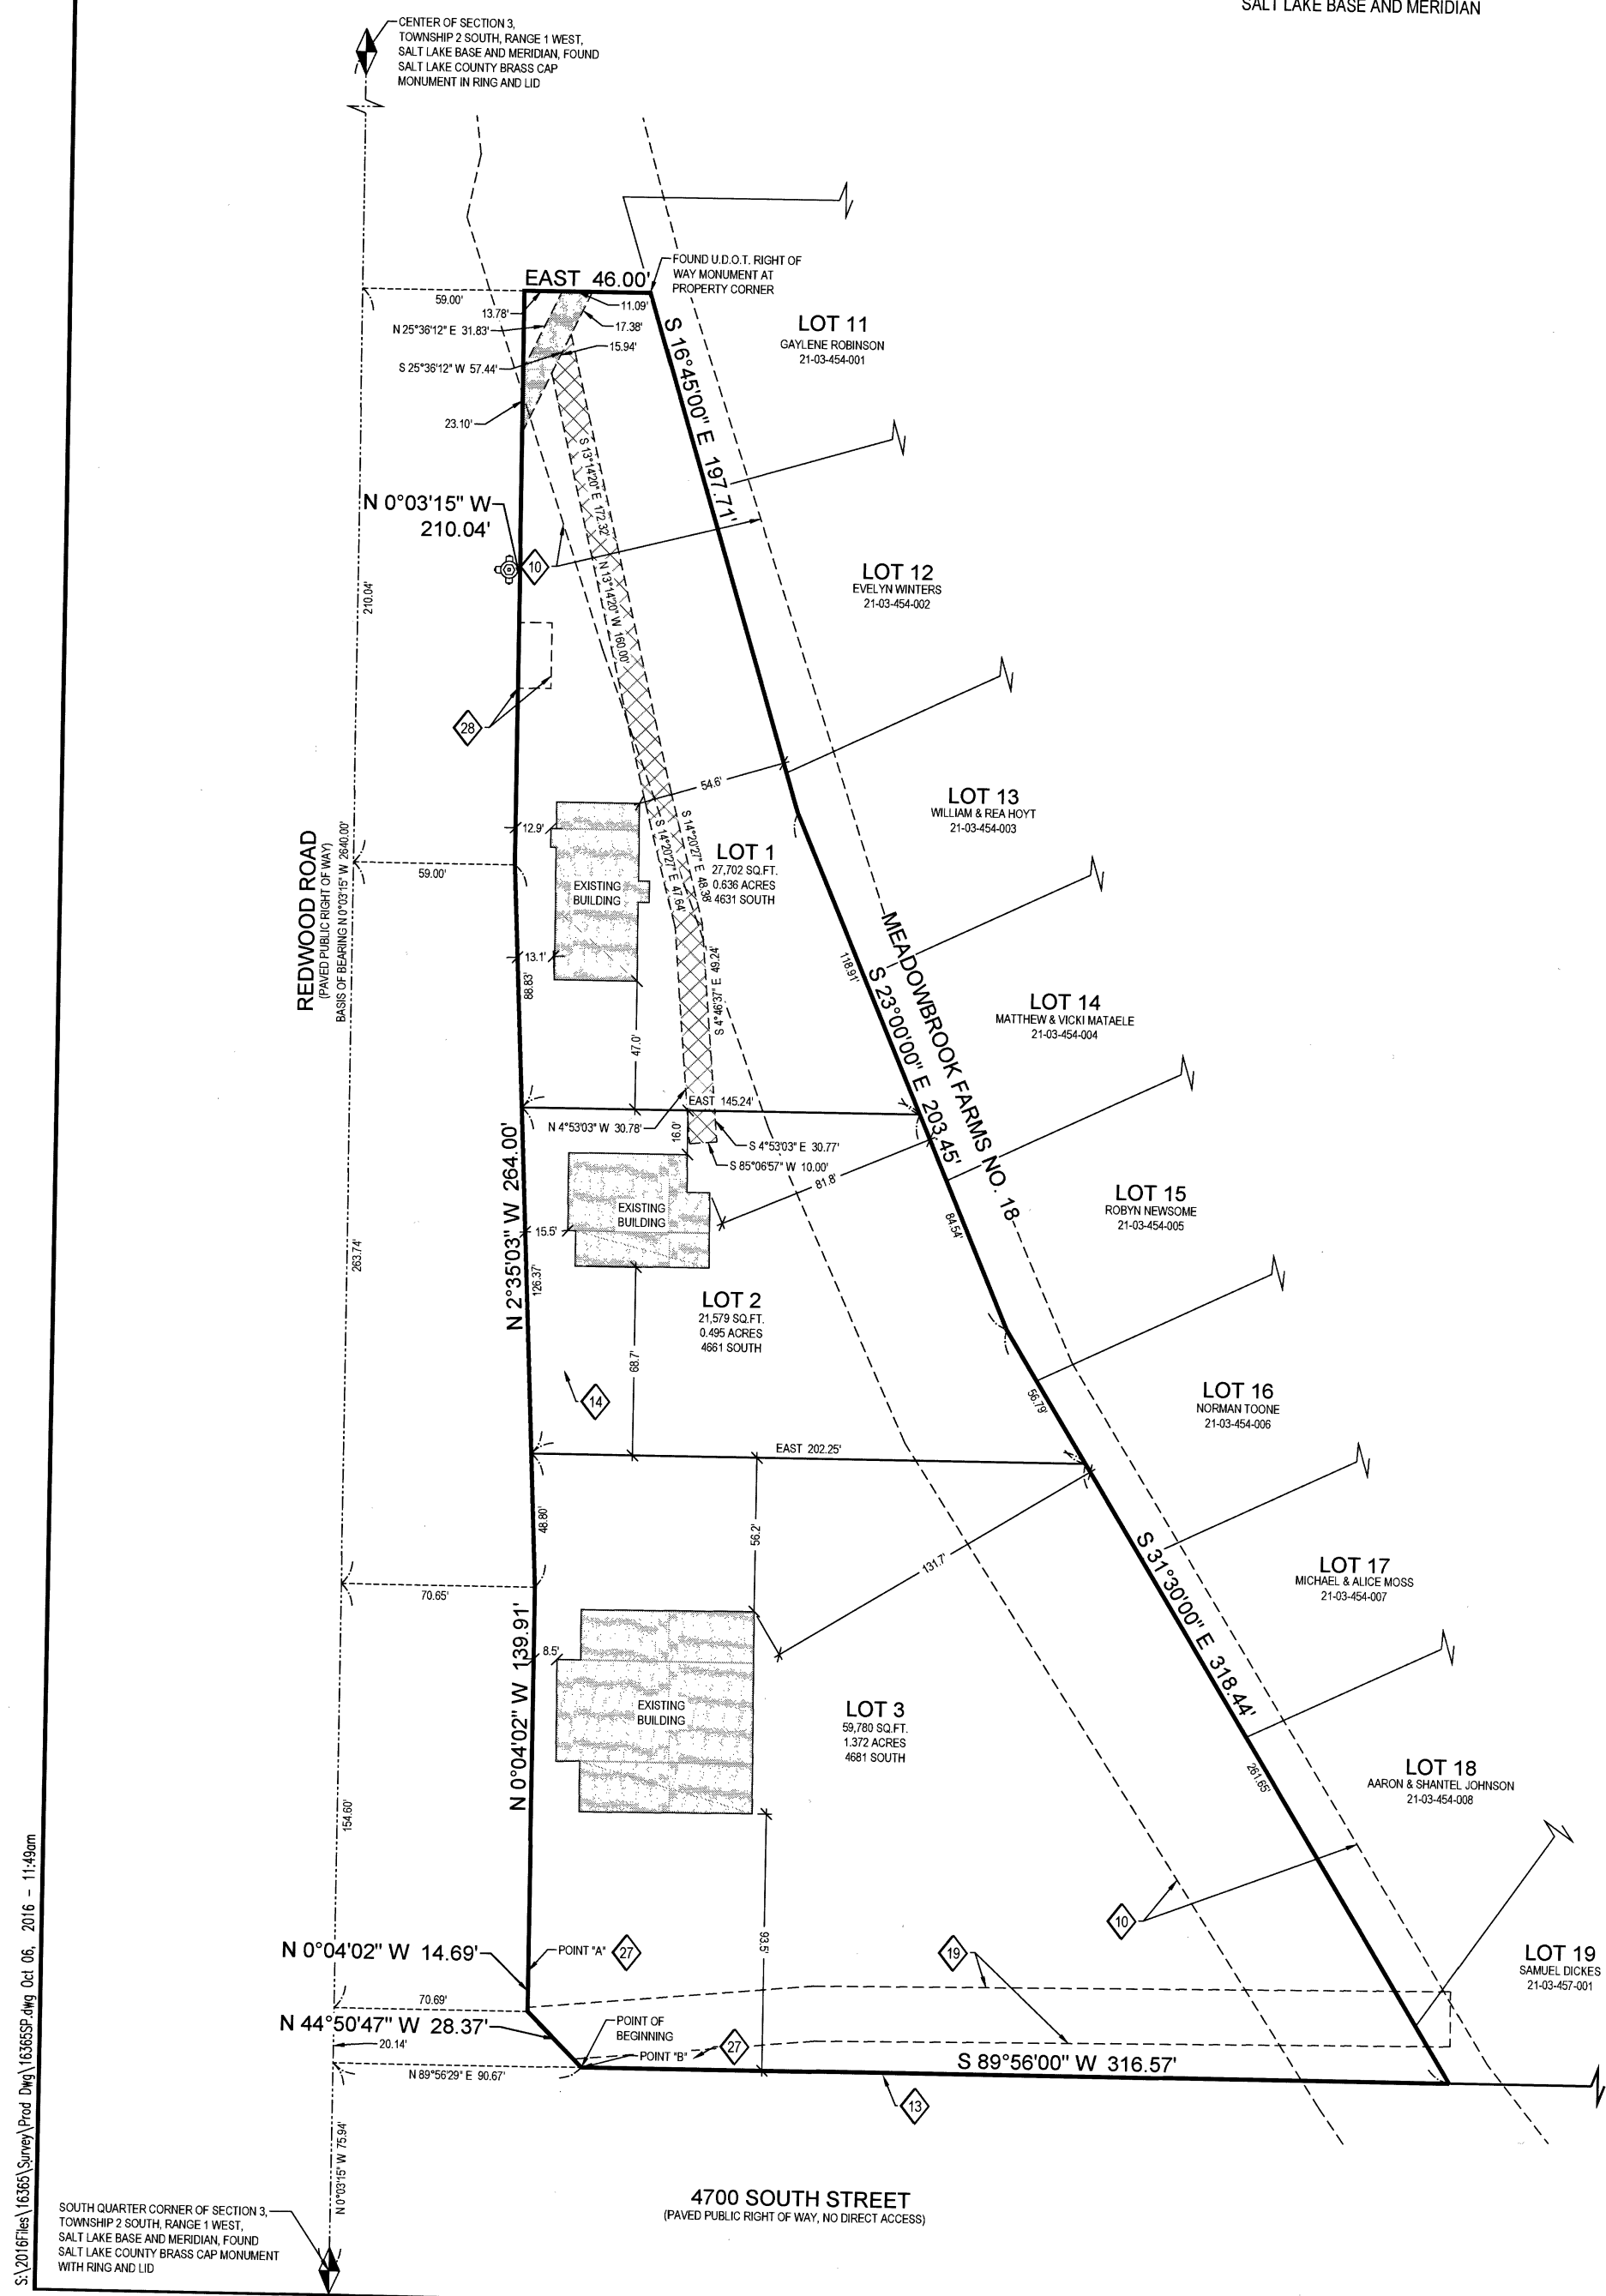 SALT LAKE BASE AND MERIDIAN
CENTER OF SECTION 3,
TOWNSHIP 2 SOUTH, RANGE 1 WEST,
SALT LAKE BASE AND MERIDIAN, FOUND
SALT LAKE COUNTY BRASS CAP
MONUMENT IN RING AND LID
FOUND U.D.O.T. RIGHT OF
WAY MONUMENT AT
PROPERTY CORNER
EAST 46.00'
59.00'
13.78'
11.09'
17.38'
N 25°36'12" E 31.83'
15.94'
S 25°36'12" W 57.44'
23.10'
S 16°45'00" E 197.71'
LOT 11
GAYLENE ROBINSON
21-03-454-001
S 13°14'20" E 172.32'
N 13°14'20" W 160.00'
N 0°03'15" W
210.04'
10
210.04'
LOT 12
EVELYN WINTERS
21-03-454-002
28
54.6'
LOT 13
WILLIAM & REA HOYT
21-03-454-003
REDWOOD ROAD
(PAVED PUBLIC RIGHT OF WAY)
BASIS OF BEARING N 0°03'15" W 2640.00'
59.00'
12.9'
EXISTING
BUILDING
13.1'
88.83'
S 14°20'27" E 47.64'
S 14°20'27" E 48.38'
LOT 1
27,702 SQ.FT.
0.636 ACRES
4631 SOUTH
118.91'
S 23°00'00" E 203.45'
MEADOWBROOK FARMS NO. 18
LOT 14
MATTHEW & VICKI MATAELE
21-03-454-004
S 4°46'37" E 49.24'
47.0'
EAST 145.24'
N 4°53'03" W 30.78'
16.0'
S 4°53'03" E 30.77'
S 85°06'57" W 10.00'
81.8'
LOT 15
ROBYN NEWSOME
21-03-454-005
84.54'
N 2°35'03" W 264.00'
263.74'
126.37'
15.5'
EXISTING
BUILDING
68.7'
LOT 2
21,579 SQ.FT.
0.495 ACRES
4661 SOUTH
14
56.79'
LOT 16
NORMAN TOONE
21-03-454-006
EAST 202.25'
48.80'
56.2'
131.7'
S 31°30'00" E 318.44'
LOT 17
MICHAEL & ALICE MOSS
21-03-454-007
70.65'
8.5'
N 0°04'02" W 139.91'
EXISTING
BUILDING
LOT 3
59,780 SQ.FT.
1.372 ACRES
4681 SOUTH
261.65'
LOT 18
AARON & SHANTEL JOHNSON
21-03-454-008
154.60'
93.5'
10
N 0°04'02" W 14.69'
POINT "A"
27
19
LOT 19
SAMUEL DICKES
21-03-457-001
70.69'
N 44°50'47" W 28.37'
20.14'
POINT OF
BEGINNING
POINT "B"
27
N 89°56'29" E 90.67'
S 89°56'00" W 316.57'
13
N 0°03'15" W 75.94'
4700 SOUTH STREET
(PAVED PUBLIC RIGHT OF WAY, NO DIRECT ACCESS)
SOUTH QUARTER CORNER OF SECTION 3,
TOWNSHIP 2 SOUTH, RANGE 1 WEST,
SALT LAKE BASE AND MERIDIAN, FOUND
SALT LAKE COUNTY BRASS CAP MONUMENT
WITH RING AND LID
S:\2016Files\16365\Survey\Prod Dwg\16365SP.dwg Oct 06, 2016 - 11:49am